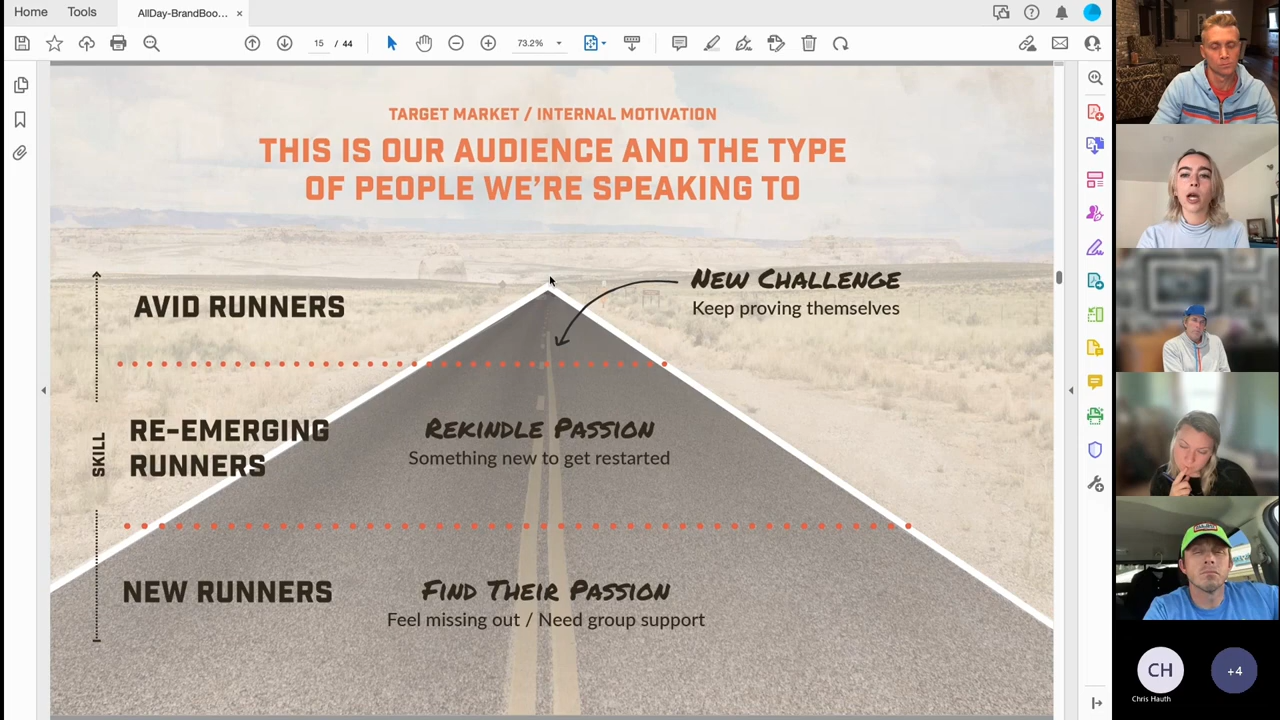 Home
Tools
AllDay-BrandBoo...
15 / 44
73.2%
TARGET MARKET / INTERNAL MOTIVATION
THIS IS OUR AUDIENCE AND THE TYPE
OF PEOPLE WE'RE SPEAKING TO
AVID RUNNERS
NEW CHALLENGE
Keep proving themselves
SKILL
RE-EMERGING
RUNNERS
REKINDLE PASSION
Something new to get restarted
NEW RUNNERS
FIND THEIR PASSION
Feel missing out / Need group support
CH
Chris Hauth
+4